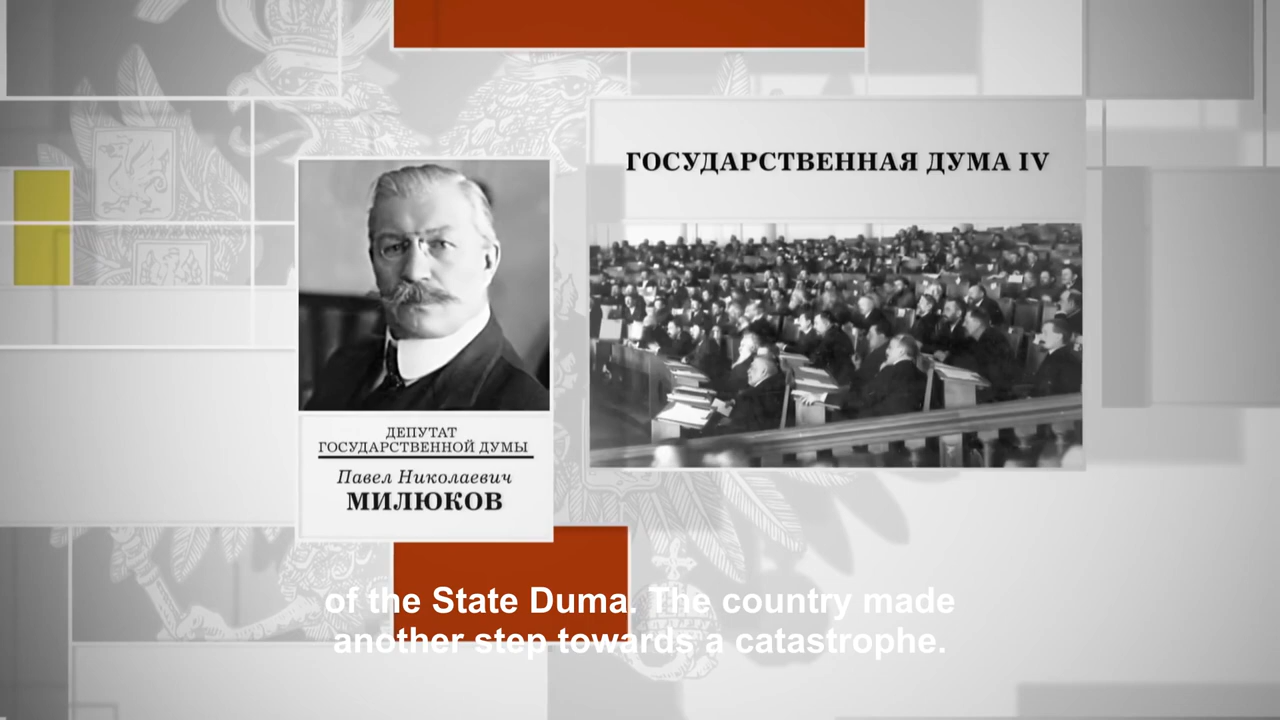 ГОСУДАРСТВЕННАЯ ДУМА IV
ДЕПУТАТ
ГОСУДАРСТВЕННОЙ ДУМЫ
Павел Николаевич
МИЛЮКОВ
of the State Duma. The country made
another step towards a catastrophe.